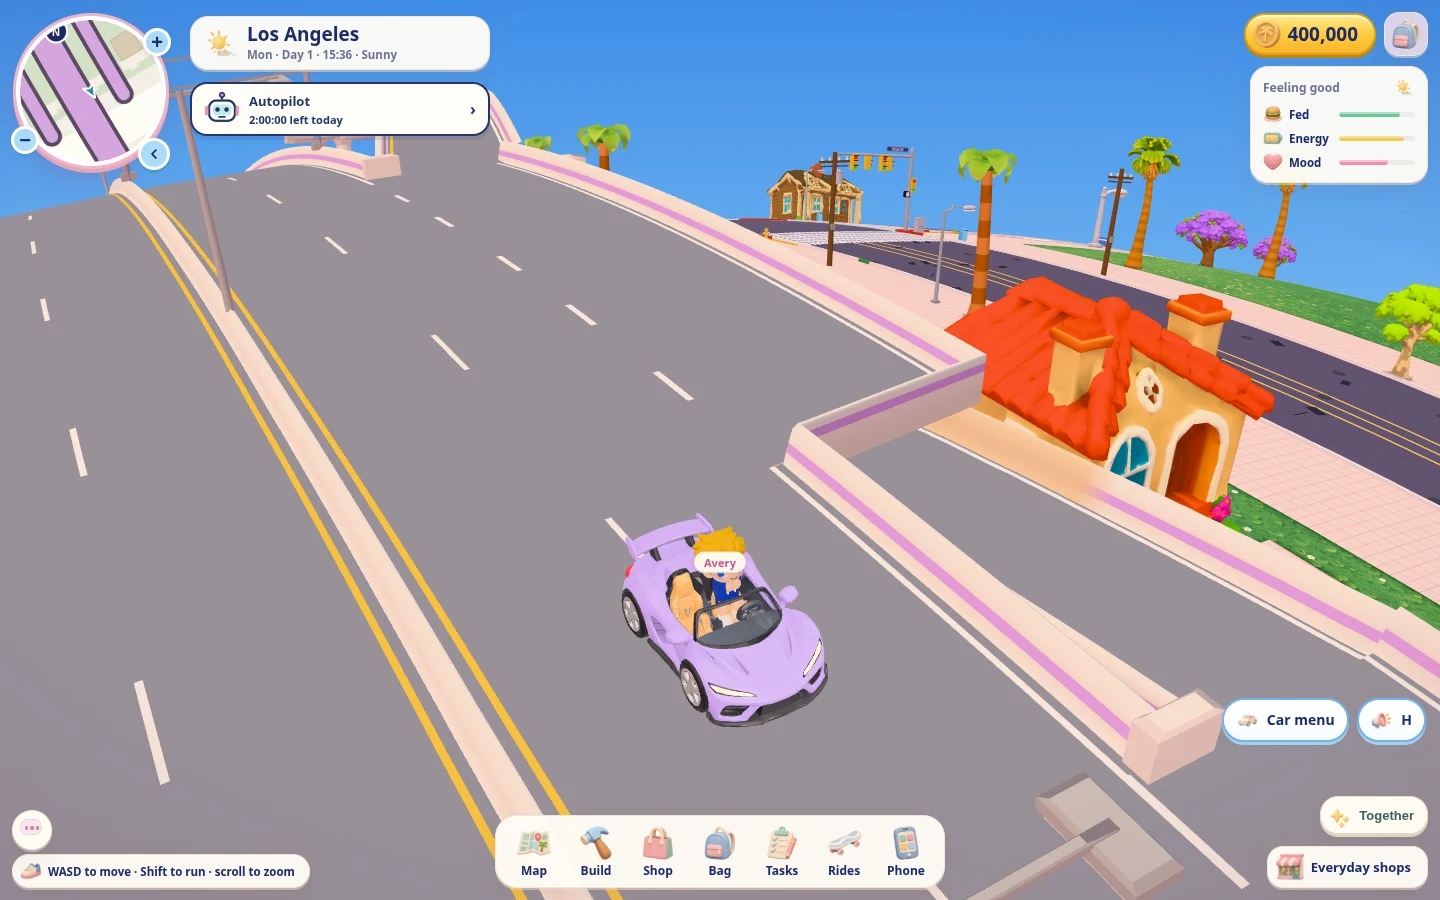 N
+
−
Los Angeles
Mon · Day 1 · 15:36 · Sunny
Autopilot
2:00:00 left today
400,000
Feeling good
Fed
Energy
Mood
Avery
Car menu
H
Together
Everyday shops
WASD to move · Shift to run · scroll to zoom
Map
Build
Shop
Bag
Tasks
Rides
Phone